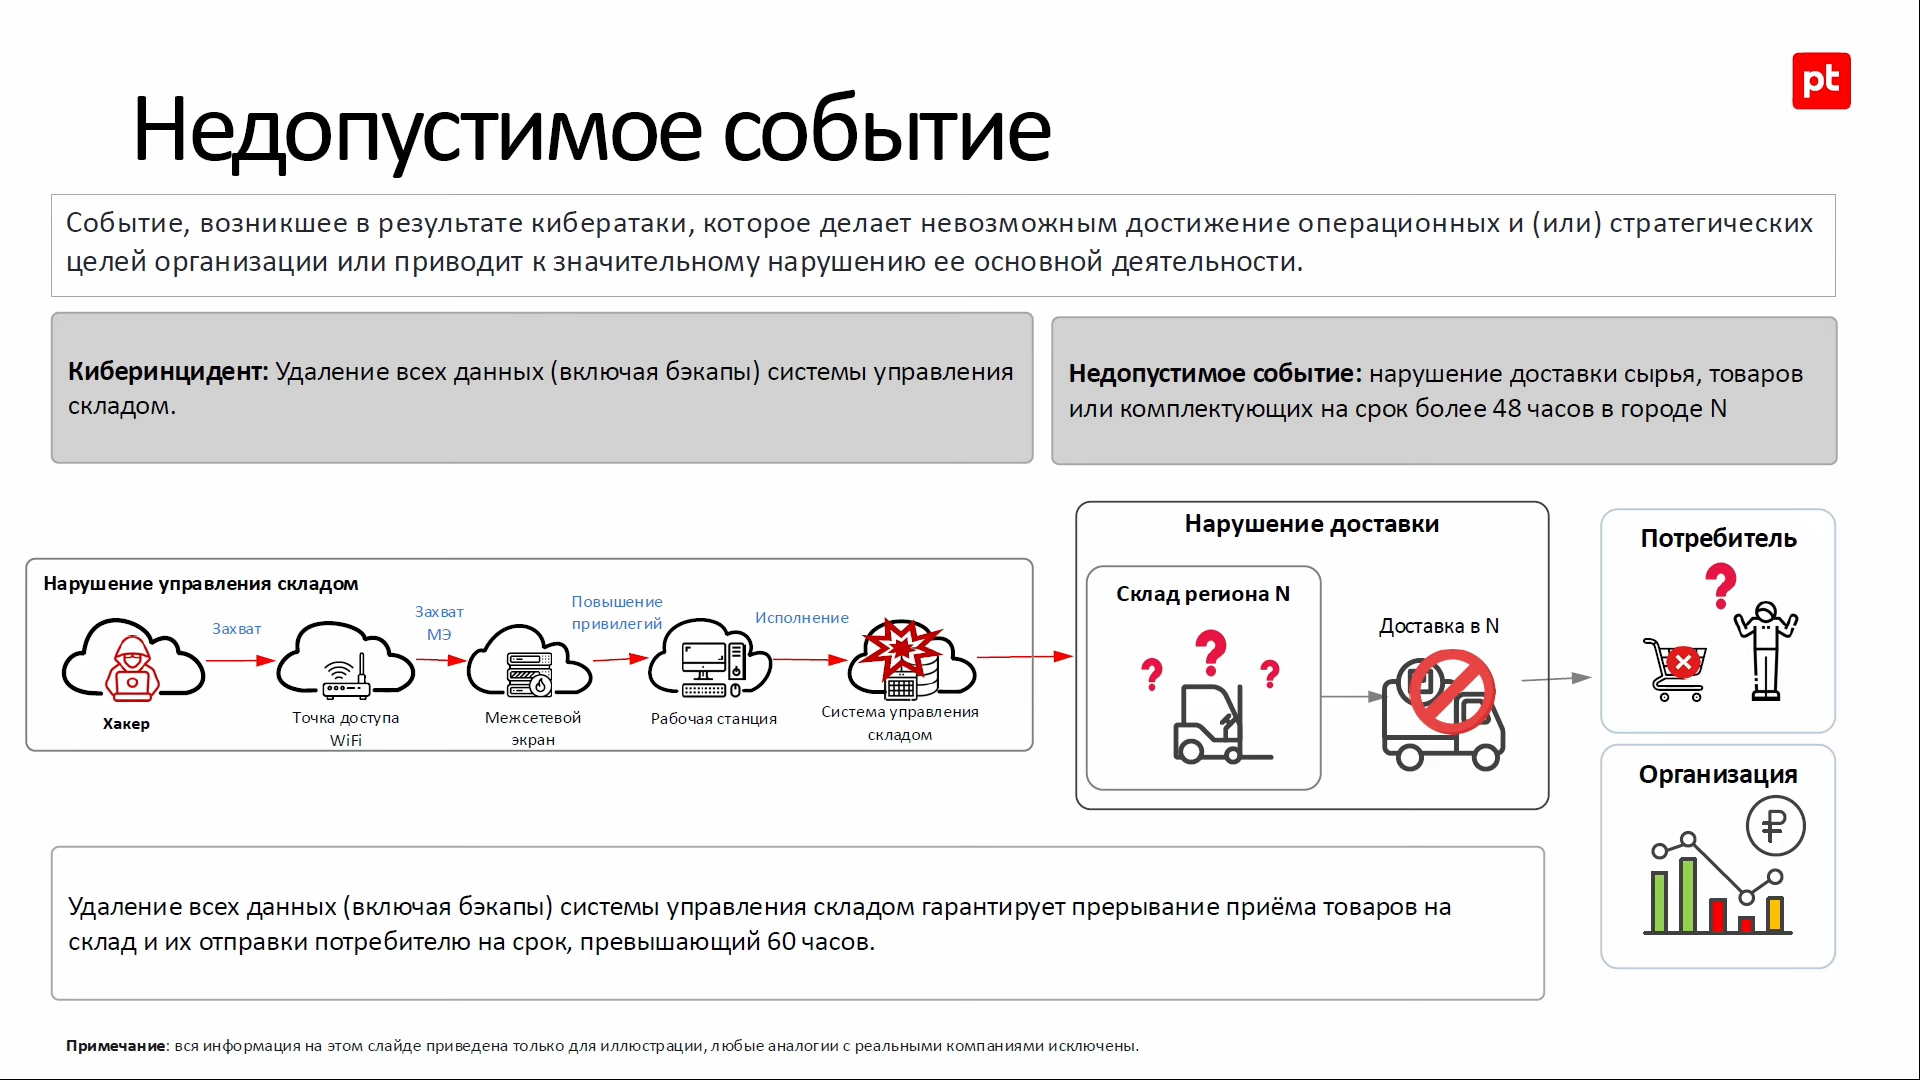 pt
Недопустимое событие
Событие, возникшее в результате кибератаки, которое делает невозможным достижение операционных и (или) стратегических
целей организации или приводит к значительному нарушению ее основной деятельности.
Киберинцидент: Удаление всех данных (включая бэкапы) системы управления
складом.
Недопустимое событие: нарушение доставки сырья, товаров
или комплектующих на срок более 48 часов в городе N
Нарушение управления складом
Захват
Захват
МЭ
Повышение
привилегий
Исполнение
Хакер
Точка доступа
WiFi
Межсетевой
экран
Рабочая станция
Система управления
складом
Нарушение доставки
Склад региона N
? ? ?
Доставка в N
Потребитель
?
Организация
₽
Удаление всех данных (включая бэкапы) системы управления складом гарантирует прерывание приёма товаров на
склад и их отправки потребителю на срок, превышающий 60 часов.
Примечание: вся информация на этом слайде приведена только для иллюстрации, любые аналогии с реальными компаниями исключены.